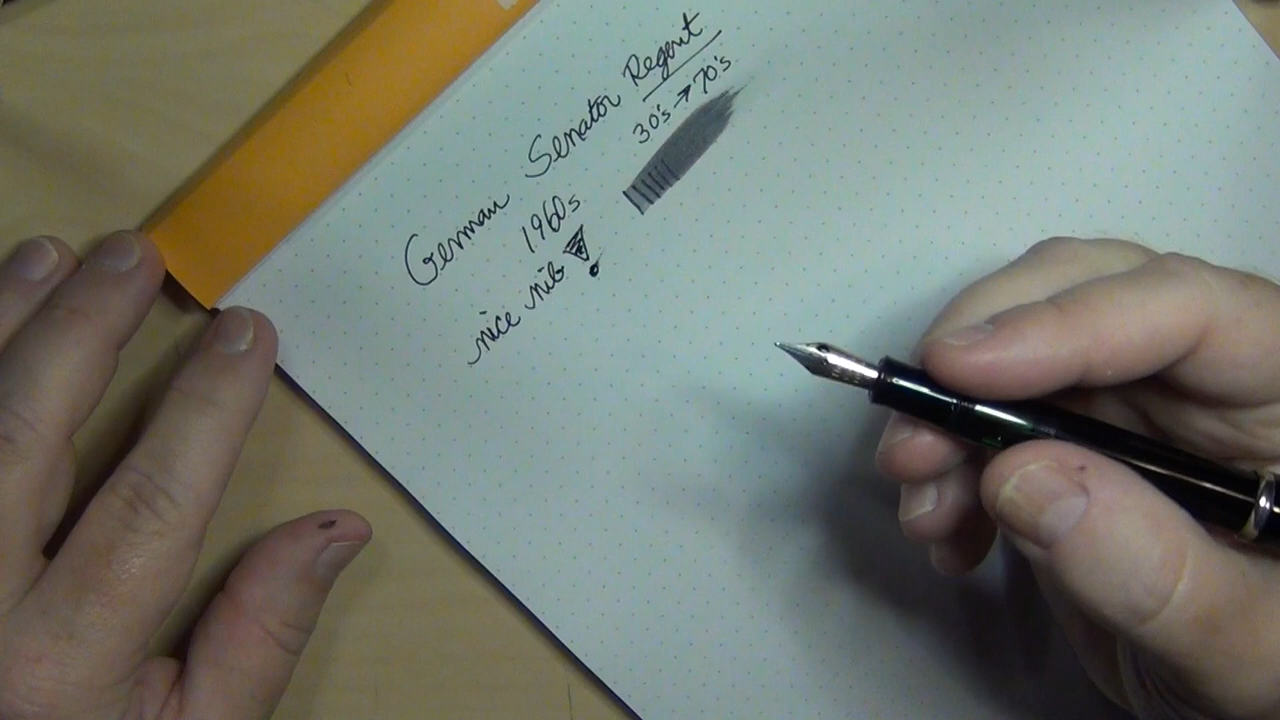 German Senator Regent
1960s
30's → 70's
nice nib